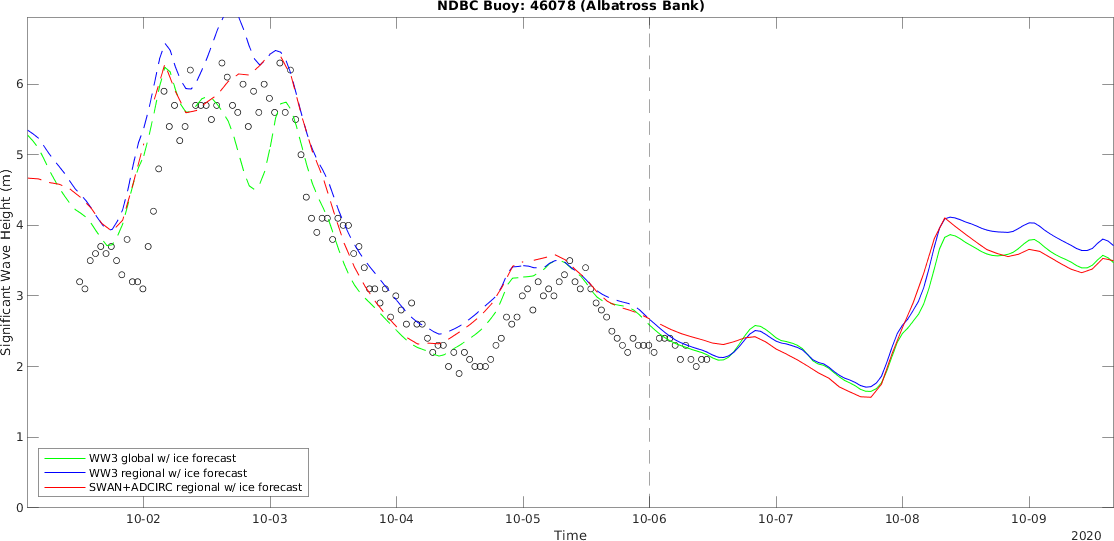 NDBC Buoy: 46078 (Albatross Bank)
Significant Wave Height (m)
6
5
4
3
2
1
0
WW3 global w/ ice forecast
WW3 regional w/ ice forecast
SWAN+ADCIRC regional w/ ice forecast
10-02 10-03 10-04 10-05 10-06 10-07 10-08 10-09
Time
2020